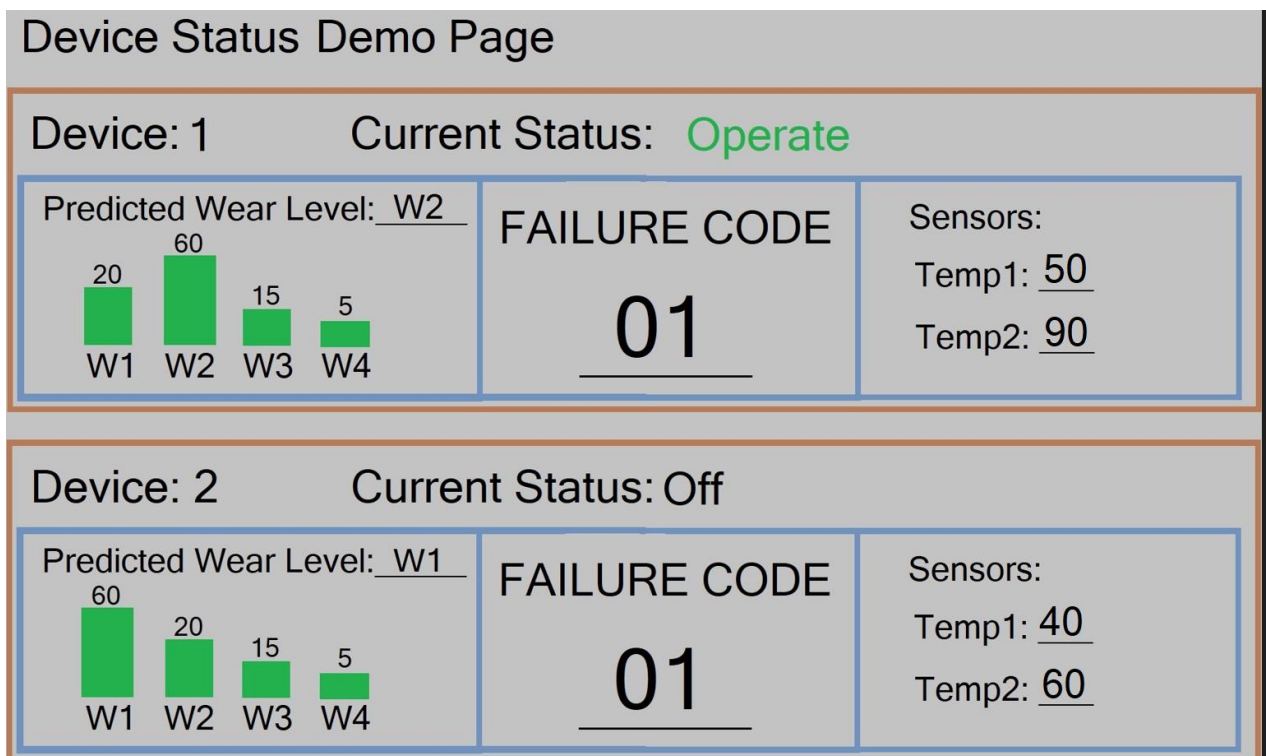 Device Status Demo Page
Device: 1 Current Status: Operate
Predicted Wear Level: W2
60
20
15
5
W1 W2 W3 W4
FAILURE CODE
01
Sensors:
Temp1: 50
Temp2: 90
Device: 2 Current Status: Off
Predicted Wear Level: W1
60
20
15
5
W1 W2 W3 W4
FAILURE CODE
01
Sensors:
Temp1: 40
Temp2: 60